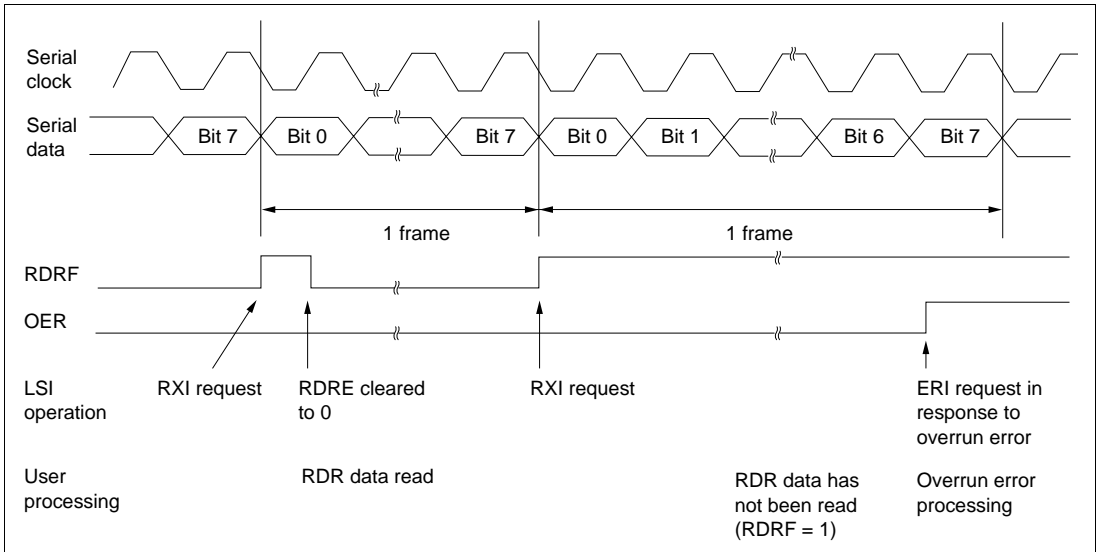 Serial
clock
Serial
data
Bit 7
Bit 0
Bit 7
Bit 0
Bit 1
Bit 6
Bit 7
1 frame
1 frame
RDRF
OER
LSI
operation
RXI request
RDRE cleared
to 0
RXI request
ERI request in
response to
overrun error
User
processing
RDR data read
RDR data has
not been read
(RDRF = 1)
Overrun error
processing